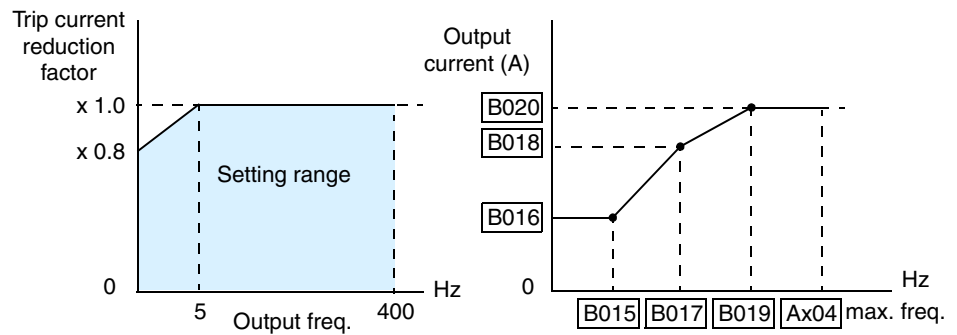 Trip current
reduction
factor
x 1.0
x 0.8
Setting range
0
5
400
Hz
Output freq.
Output
current (A)
B020
B018
B016
0
Hz
B015
B017
B019
Ax04
max. freq.